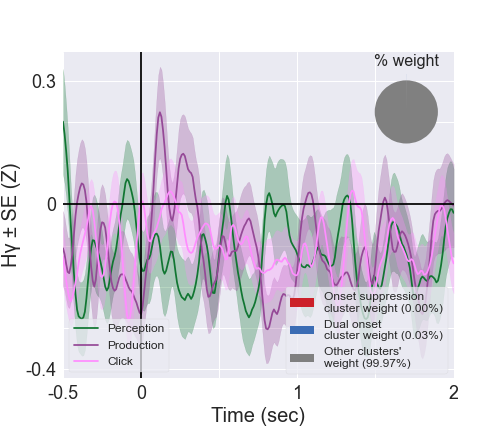 % weight
0.3
0
-0.4
Hγ ± SE (Z)
Perception
Production
Click
Onset suppression
cluster weight (0.00%)
Dual onset
cluster weight (0.03%)
Other clusters'
weight (99.97%)
-0.5
0
1
2
Time (sec)